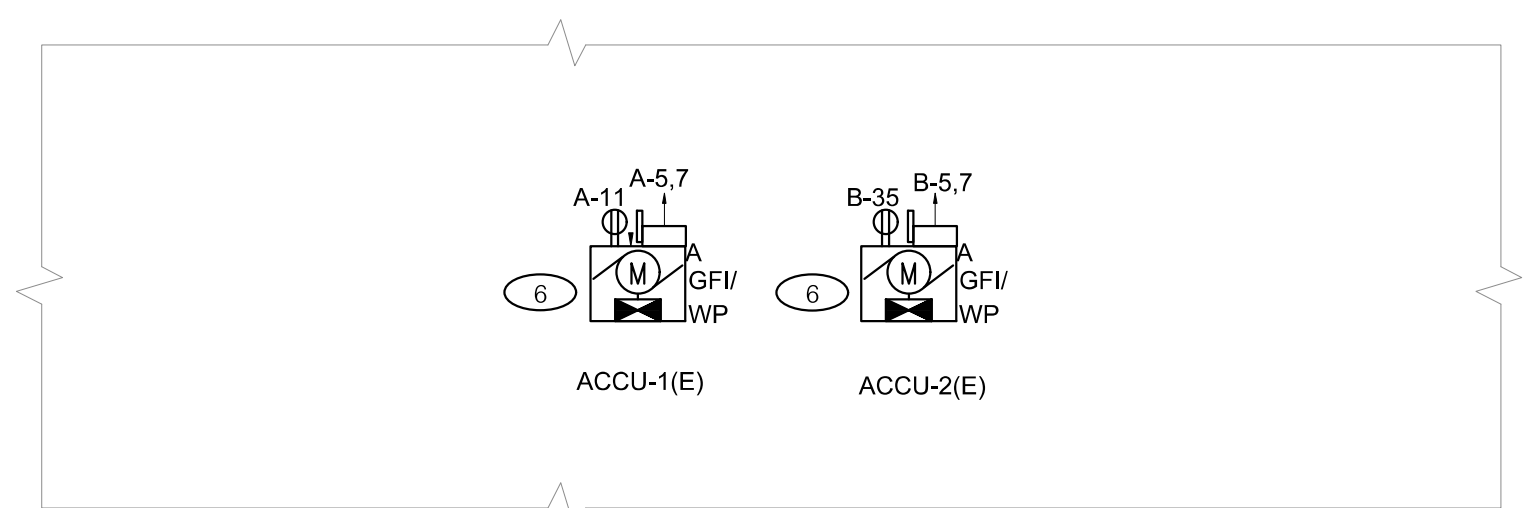 A-11
A-5,7
A
M
GFI/
WP
6
ACCU-1(E)
B-35
B-5,7
A
M
GFI/
WP
6
ACCU-2(E)